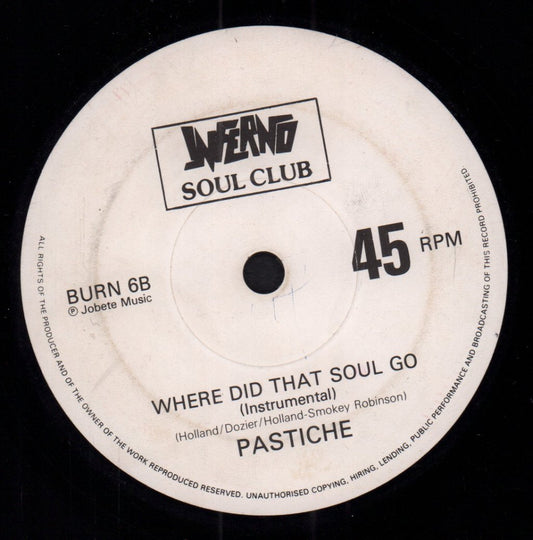 INFERNO
SOUL CLUB
45 RPM
BURN 6B
℗ Jobete Music
WHERE DID THAT SOUL GO
(Instrumental)
(Holland/Dozier/Holland-Smokey Robinson)
PASTICHE
ALL RIGHTS OF THE PRODUCER AND OF THE OWNER OF THE WORK REPRODUCED RESERVED. UNAUTHORISED COPYING, HIRING, LENDING, PUBLIC PERFORMANCE AND BROADCASTING OF THIS RECORD PROHIBITED.